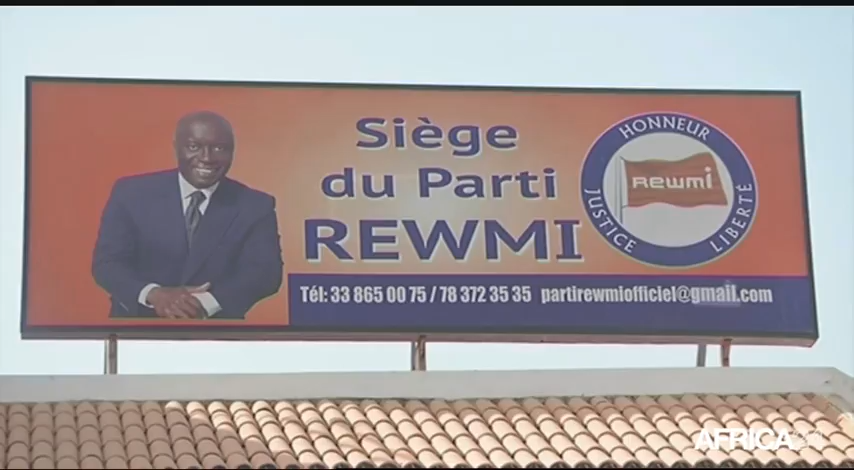 Siège
du Parti
REWMI
Tél: 33 865 00 75 / 78 372 35 35 partirewmiofficiel@gmail.com
HONNEUR
JUSTICE
LIBERTÉ
Rewmi
AFRICA24